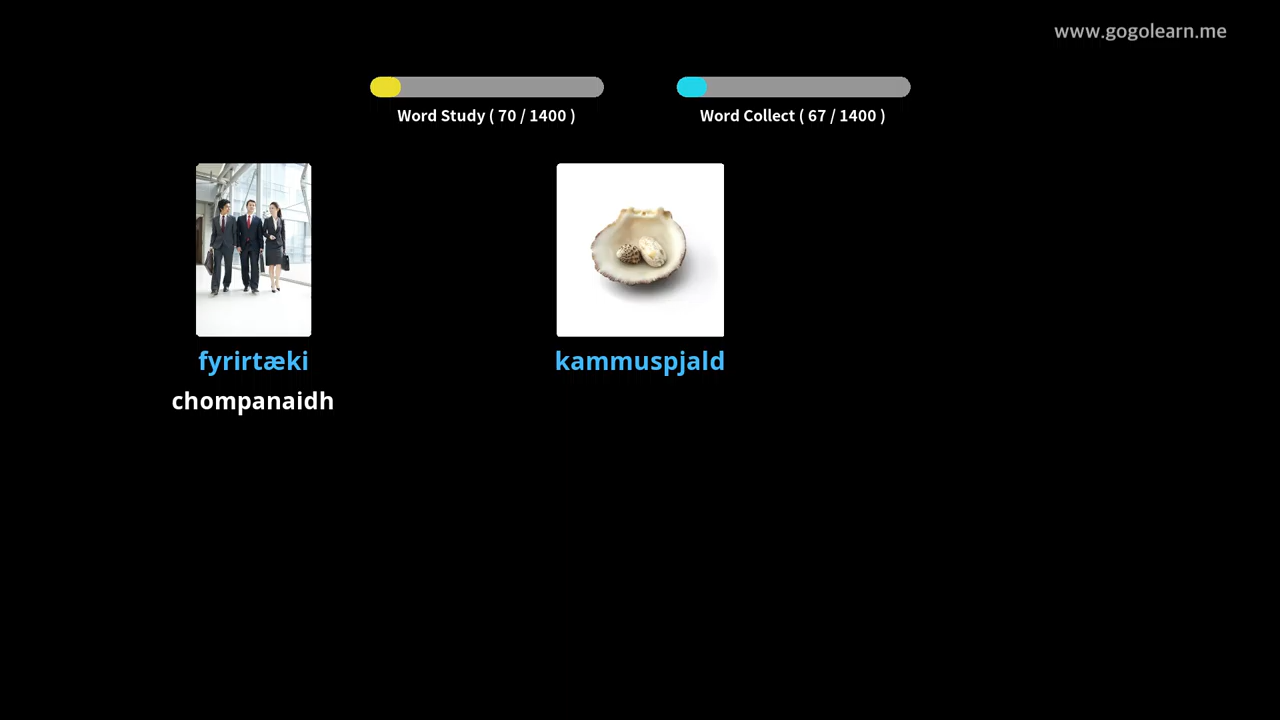 www.gogolearn.me
Word Study ( 70 / 1400 )
Word Collect ( 67 / 1400 )
fyrirtæki
chompanaidh
kammuspjald